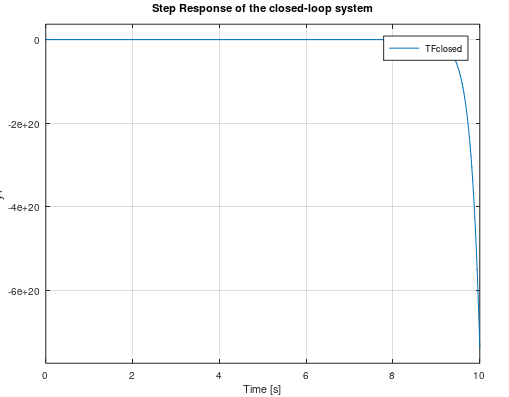 Step Response of the closed-loop system
TFclosed
0
-2e+20
-4e+20
-6e+20
0 2 4 6 8 10
Time [s]